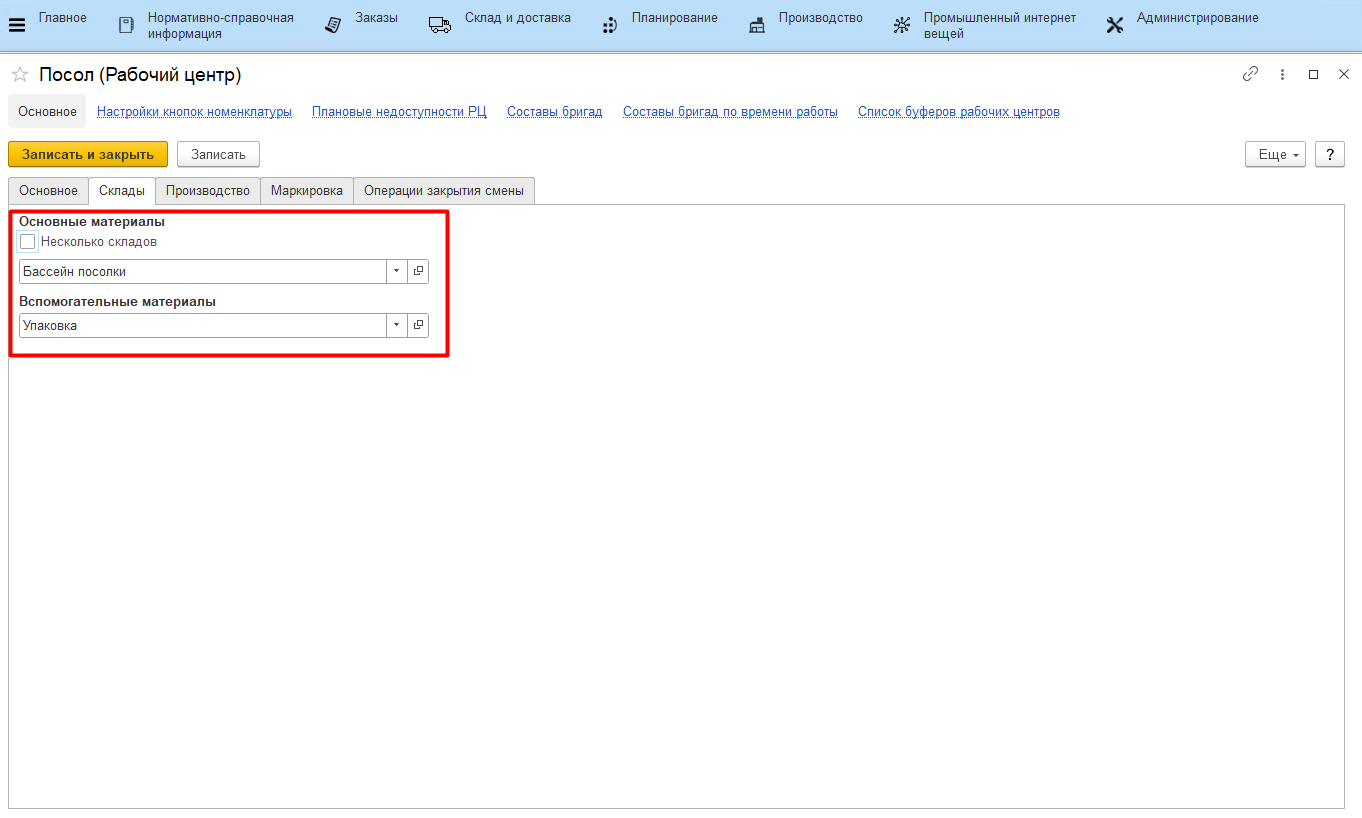 Главное
Нормативно-справочная
информация
Заказы
Склад и доставка
Планирование
Производство
Промышленный интернет
вещей
Администрирование
Посол (Рабочий центр)
Основное Настройки кнопок номенклатуры Плановые недоступности РЦ Составы бригад Составы бригад по времени работы Список буферов рабочих центров
Записать и закрыть Записать Еще ?
Основное Склады Производство Маркировка Операции закрытия смены
Основные материалы
Несколько складов
Бассейн посолки
Вспомогательные материалы
Упаковка